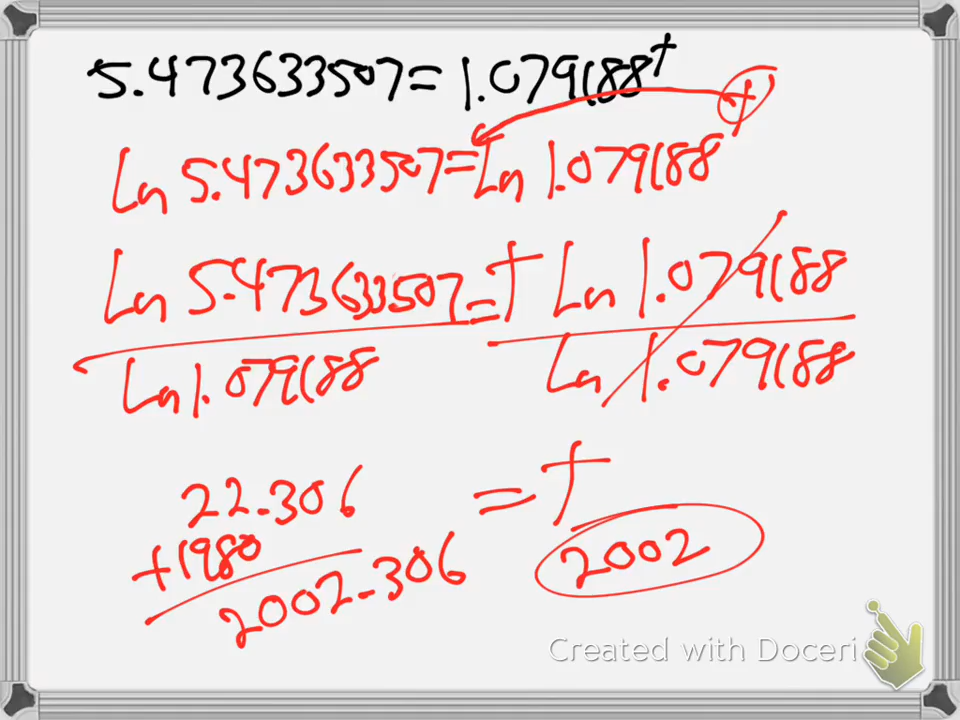 5.473633507=1.079188^t
Ln 5.473633507=Ln 1.079188^t
Ln 5.473633507=t Ln 1.079188
Ln 1.079188 Ln 1.079188
22.306 = t
+1980
2002.306 2002
Created with Doceri